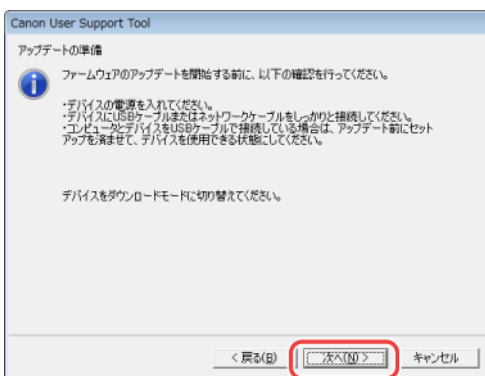 Canon User Support Tool
アップデートの準備
ファームウェアのアップデートを開始する前に、以下の確認を行ってください。
・デバイスの電源を入れてください。
・デバイスにUSBケーブルまたはネットワークケーブルをしっかりと接続してください。
・コンピュータとデバイスをUSBケーブルで接続している場合は、アップデート前にセット
アップを済ませて、デバイスを使用できる状態にしてください。
デバイスをダウンロードモードに切り替えてください。
< 戻る(B) 次へ(N) > キャンセル